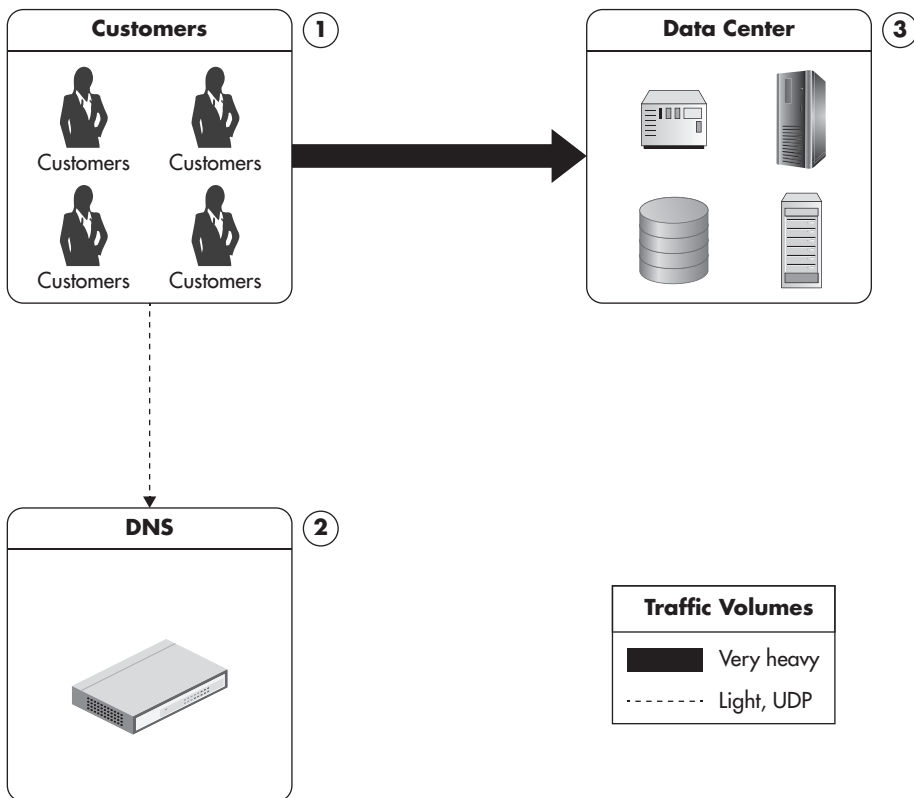 Customers
1
Customers
Customers
Customers
Customers
Data Center
3
DNS
2
Traffic Volumes
Very heavy
Light, UDP